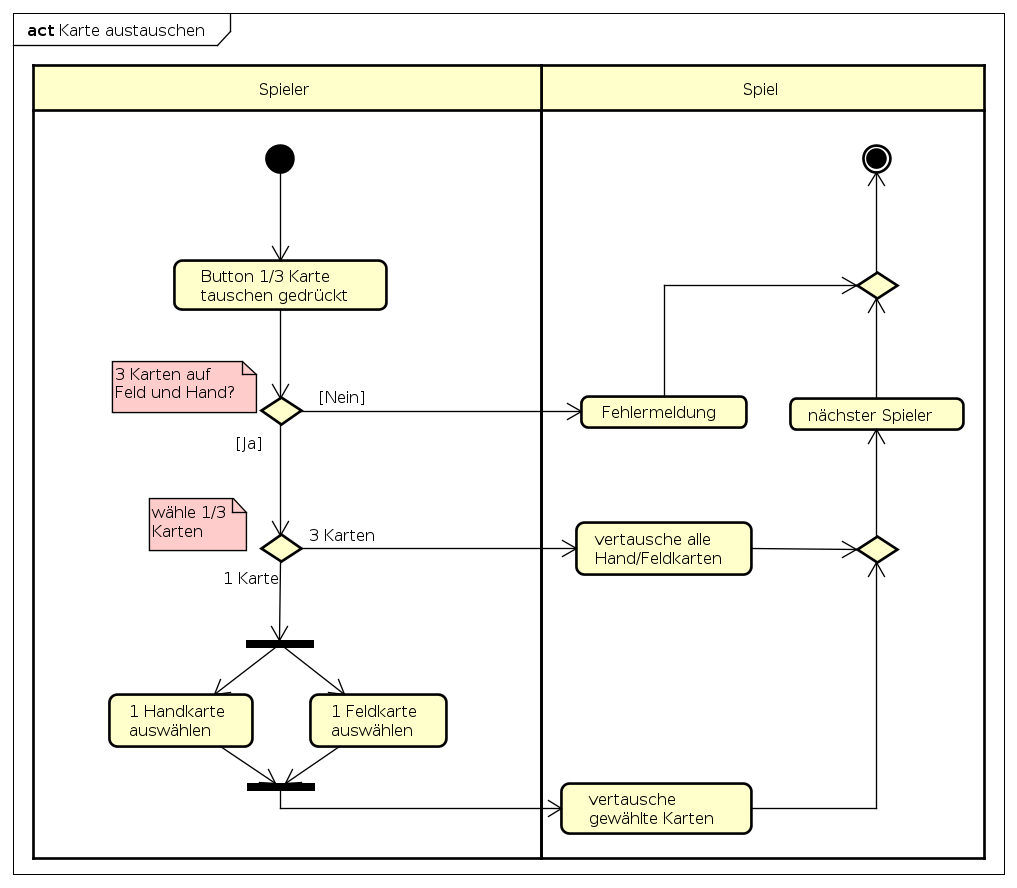 act Karte austauschen
Spieler
Spiel
Button 1/3 Karte
tauschen gedrückt
3 Karten auf
Feld und Hand?
[Nein]
Fehlermeldung
nächster Spieler
[Ja]
wähle 1/3
Karten
3 Karten
vertausche alle
Hand/Feldkarten
1 Karte
1 Handkarte
auswählen
1 Feldkarte
auswählen
vertausche
gewählte Karten